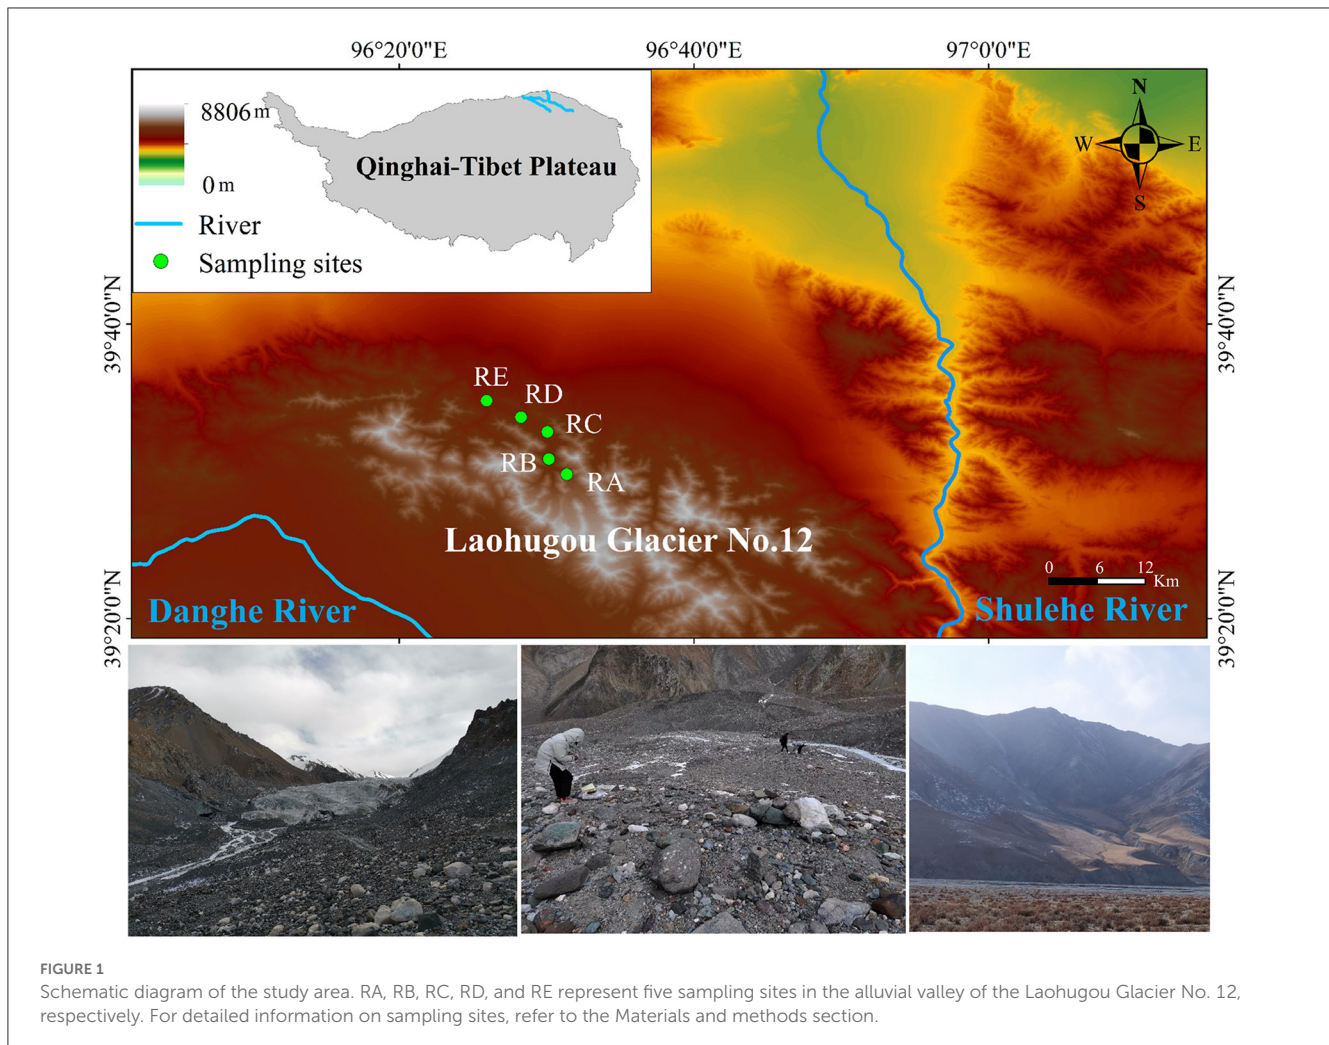 96°20'0"E
96°40'0"E
97°0'0"E
8806 m
0 m
River
Sampling sites
Qinghai-Tibet Plateau
N
W
E
S
39°40'0"N
39°40'0"N
RE
RD
RC
RB
RA
Laohugou Glacier No.12
0 6 12
Km
Danghe River
Shulehe River
39°20'0"N
39°20'0"N
FIGURE 1
Schematic diagram of the study area. RA, RB, RC, RD, and RE represent five sampling sites in the alluvial valley of the Laohugou Glacier No. 12,
respectively. For detailed information on sampling sites, refer to the Materials and methods section.